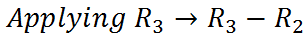 Applying R₃ → R₃ − R₂